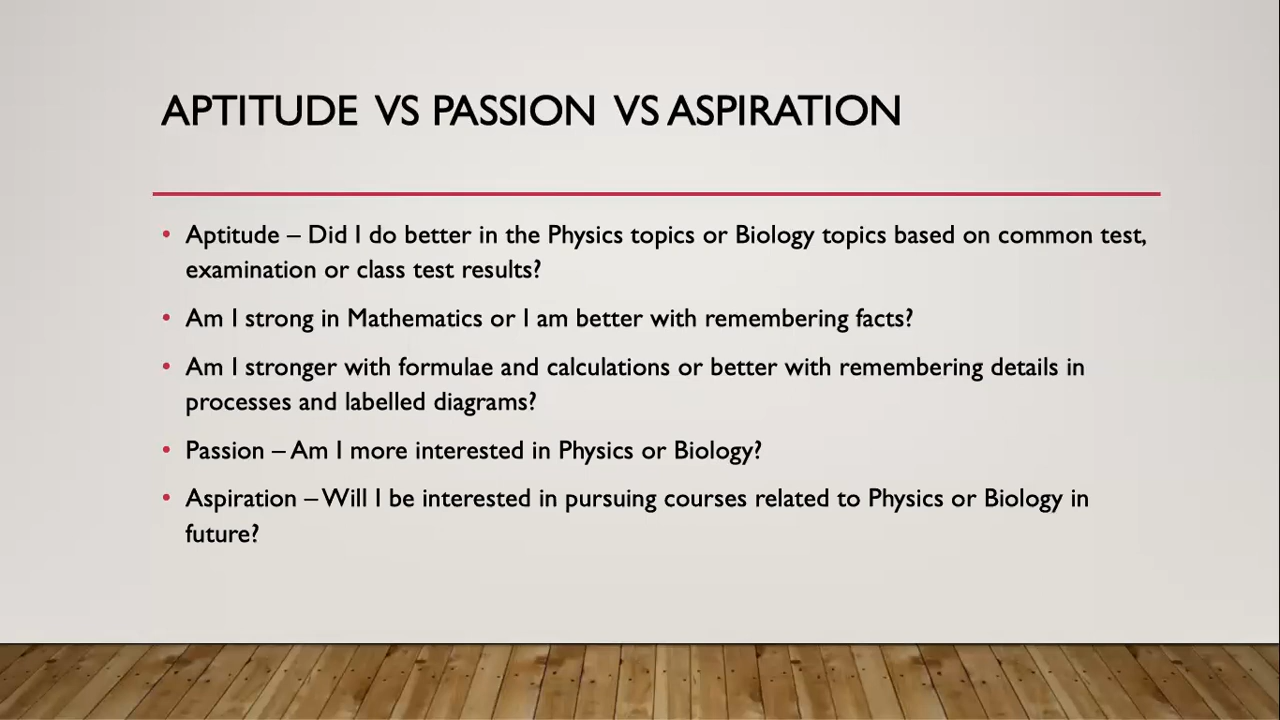 APTITUDE VS PASSION VS ASPIRATION
• Aptitude – Did I do better in the Physics topics or Biology topics based on common test,
examination or class test results?
• Am I strong in Mathematics or I am better with remembering facts?
• Am I stronger with formulae and calculations or better with remembering details in
processes and labelled diagrams?
• Passion – Am I more interested in Physics or Biology?
• Aspiration – Will I be interested in pursuing courses related to Physics or Biology in
future?